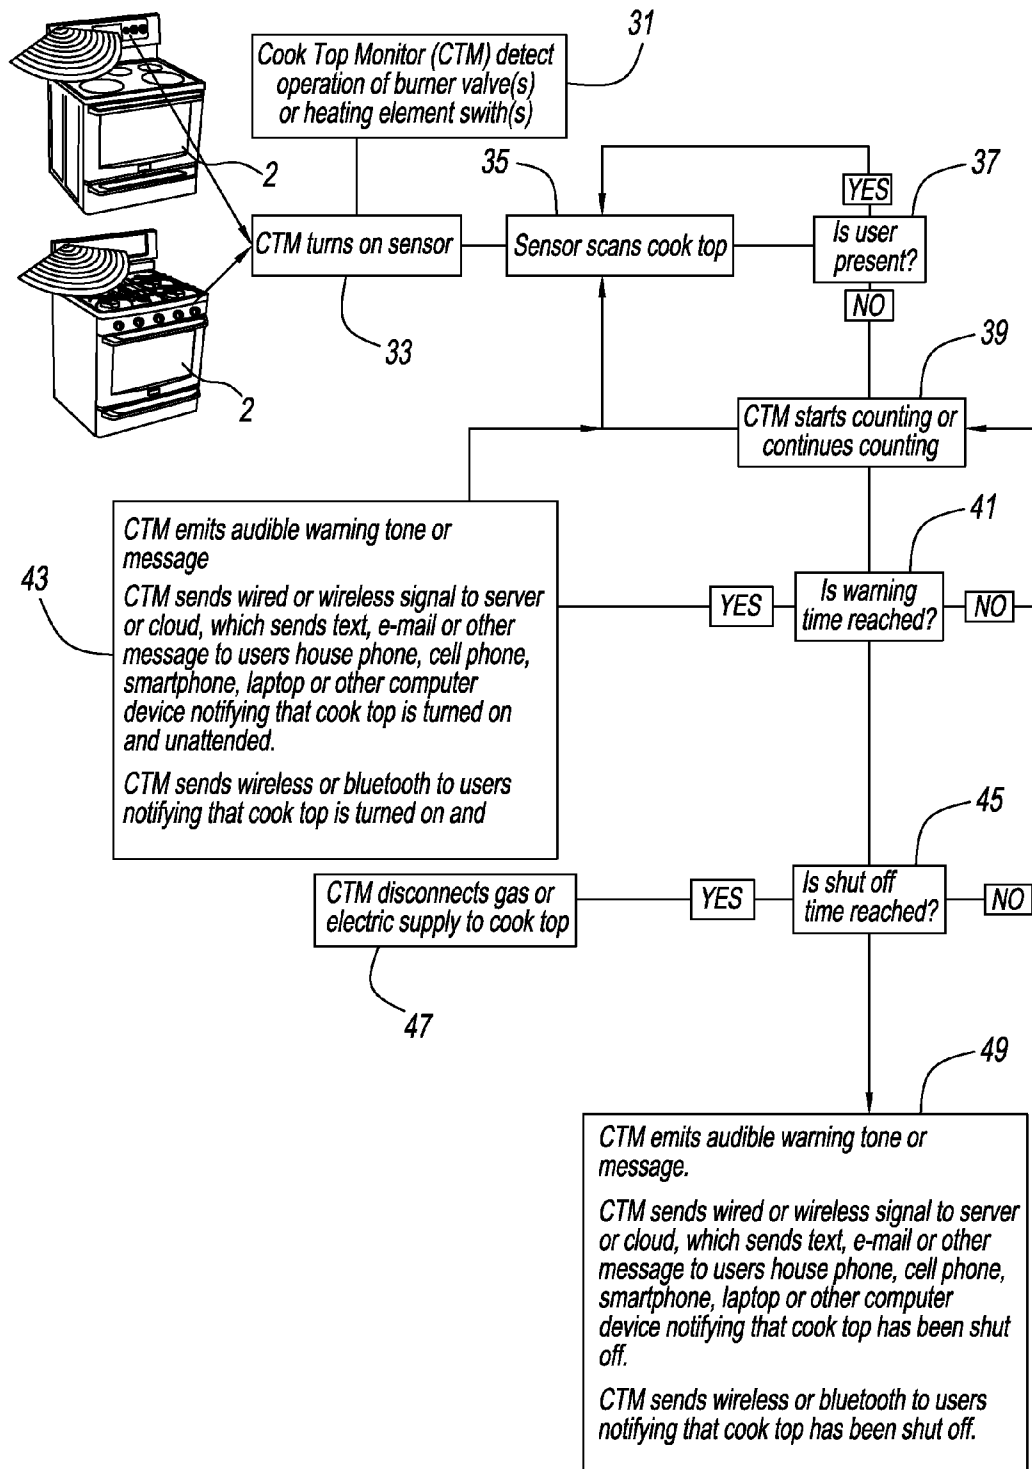 31
Cook Top Monitor (CTM) detect
operation of burner valve(s)
or heating element swith(s)
2
35
37
YES
CTM turns on sensor
Sensor scans cook top
Is user
present?
NO
33
2
39
CTM starts counting or
continues counting
41
43
CTM emits audible warning tone or
message
CTM sends wired or wireless signal to server
or cloud, which sends text, e-mail or other
message to users house phone, cell phone,
smartphone, laptop or other computer
device notifying that cook top is turned on
and unattended.
CTM sends wireless or bluetooth to users
notifying that cook top is turned on and
YES
Is warning
time reached?
NO
45
CTM disconnects gas or
electric supply to cook top
YES
Is shut off
time reached?
NO
47
49
CTM emits audible warning tone or
message.
CTM sends wired or wireless signal to server
or cloud, which sends text, e-mail or other
message to users house phone, cell phone,
smartphone, laptop or other computer
device notifying that cook top has been shut
off.
CTM sends wireless or bluetooth to users
notifying that cook top has been shut off.